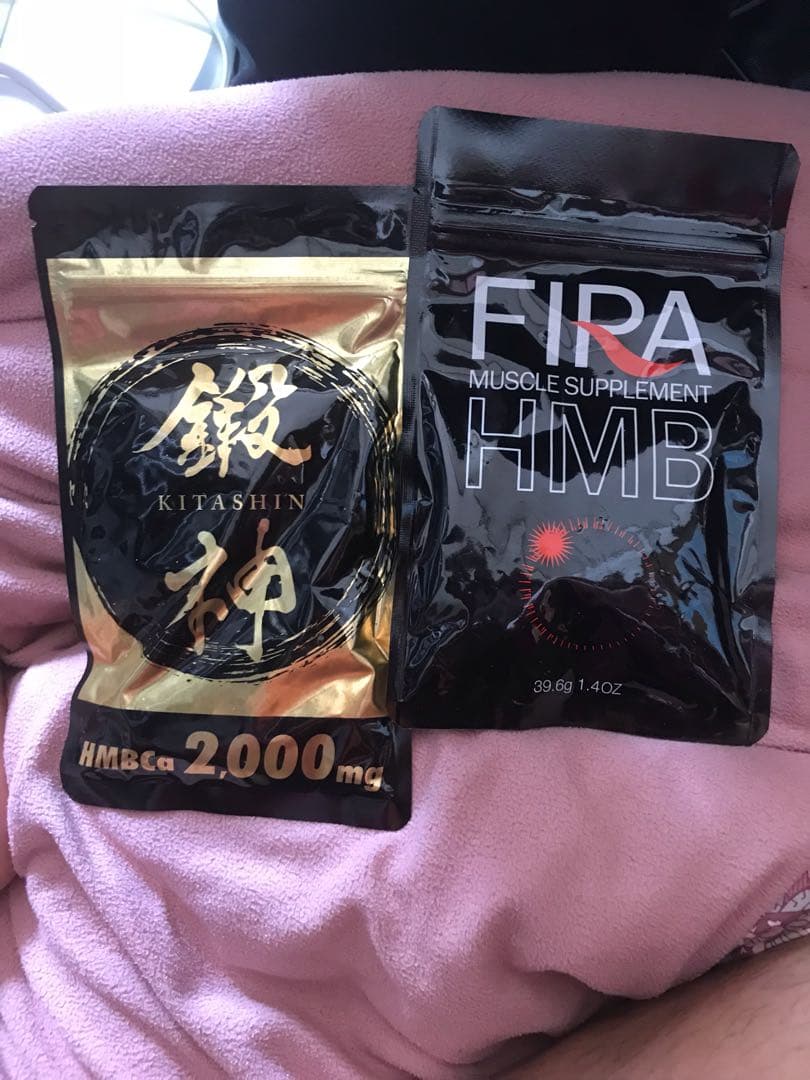 鍛
KITASHIN
神
HMBCa 2,000mg
FIRA
MUSCLE SUPPLEMENT
HMB
39.6g 1.4OZ